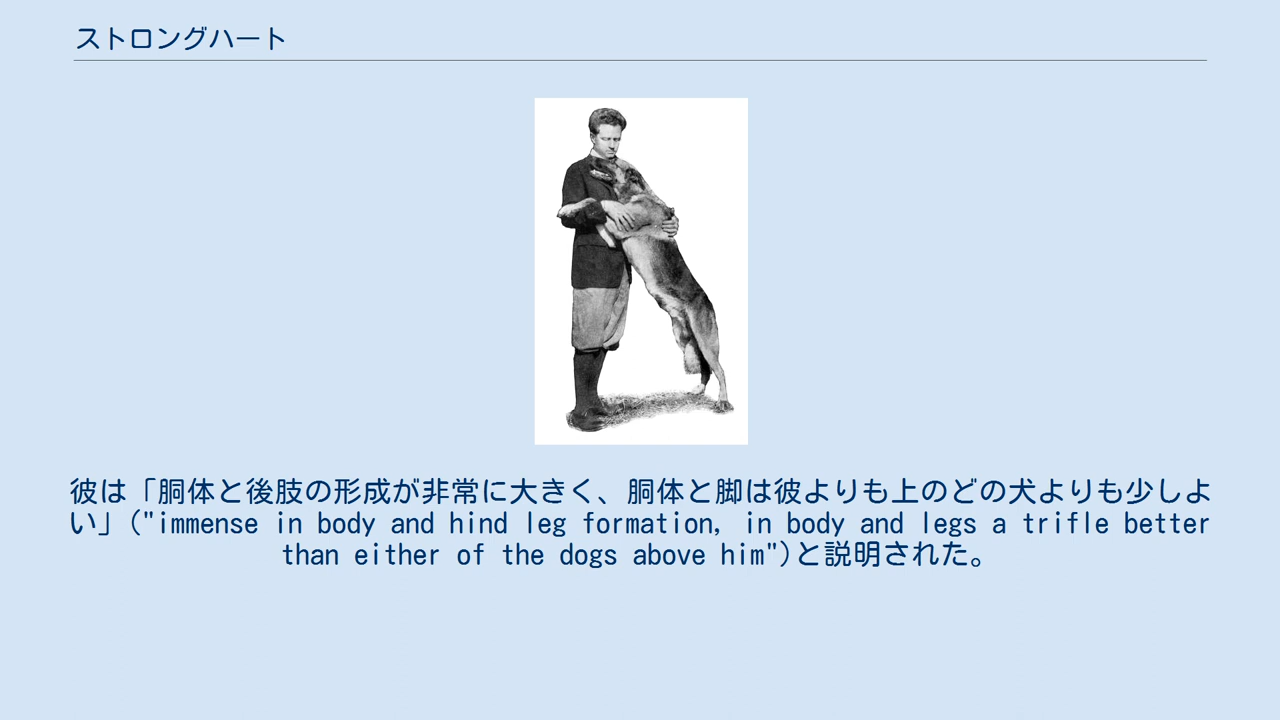 ストロングハート
彼は「胴体と後肢の形成が非常に大きく、胴体と脚は彼よりも上のどの犬よりも少しよ
い」("immense in body and hind leg formation, in body and legs a trifle better
than either of the dogs above him")と説明された。